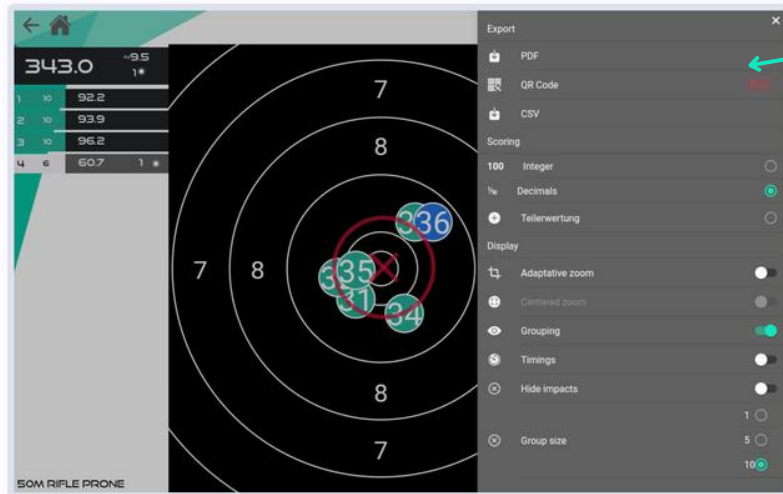 343.0 ~9.5
1*
1 10 92.2
2 10 93.9
3 10 96.2
4 6 60.7 1 *
7
8
7 8
36
35
31
34
8
7
50M RIFLE PRONE
×
Export
PDF
QR Code
CSV
Scoring
100 Integer
1/10 Decimals
Teilerwertung
Display
Adaptative zoom
Centered zoom
Grouping
Timings
Hide impacts
1
Group size 5
10